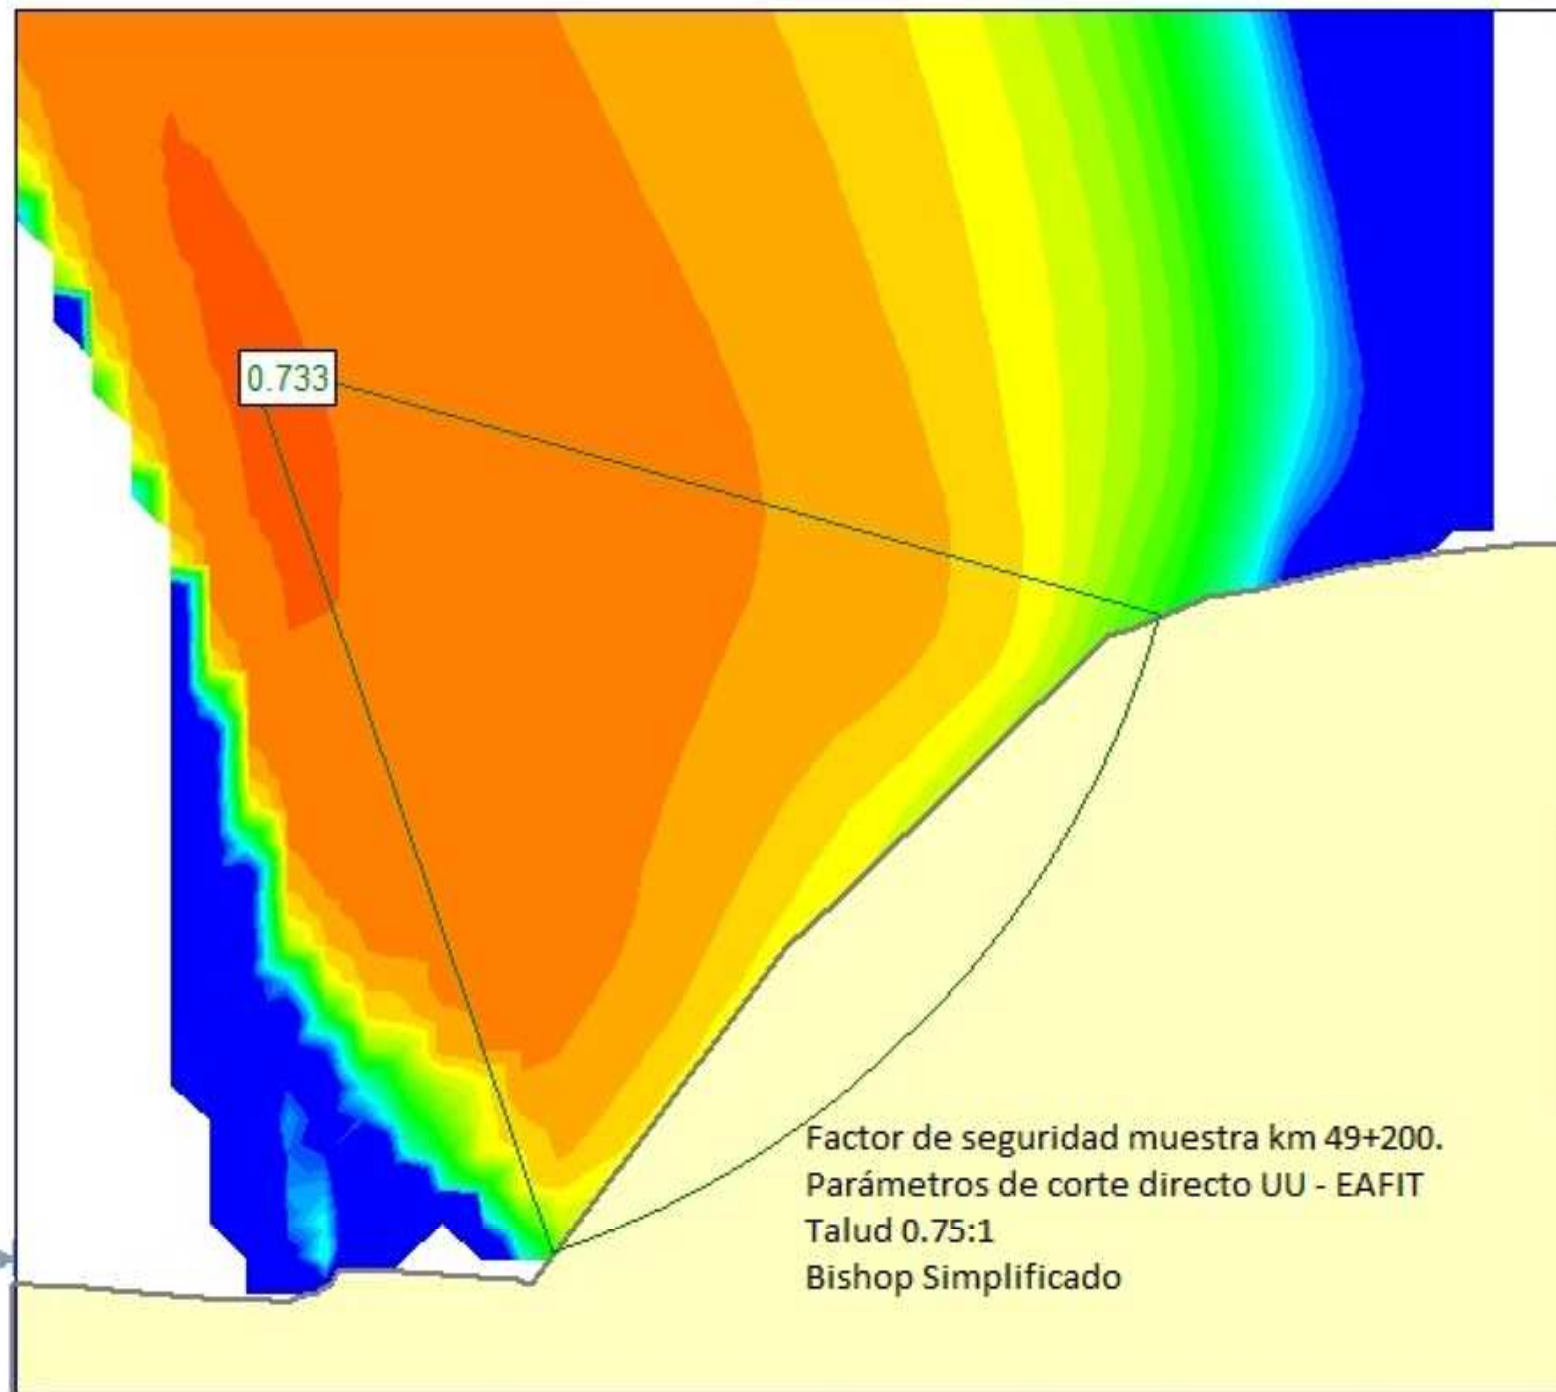 0.733
Factor de seguridad muestra km 49+200.
Parámetros de corte directo UU - EAFIT
Talud 0.75:1
Bishop Simplificado